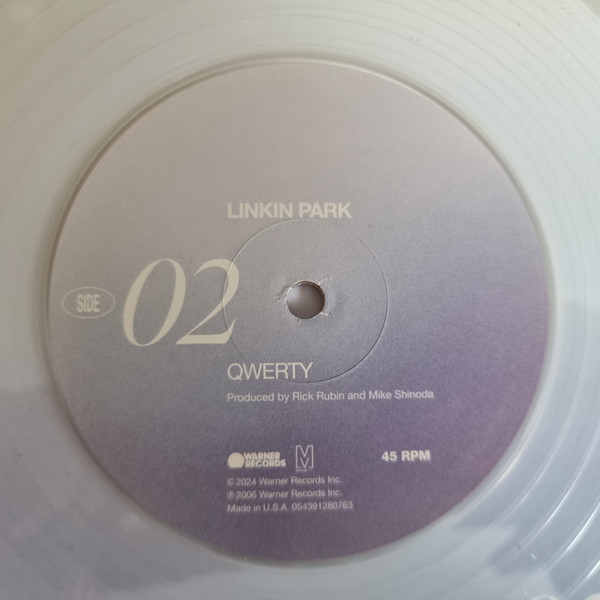 LINKIN PARK
SIDE 02
QWERTY
Produced by Rick Rubin and Mike Shinoda
WARNER RECORDS
45 RPM
© 2024 Warner Records Inc.
℗ 2006 Warner Records Inc.
Made in U.S.A. 054391280763